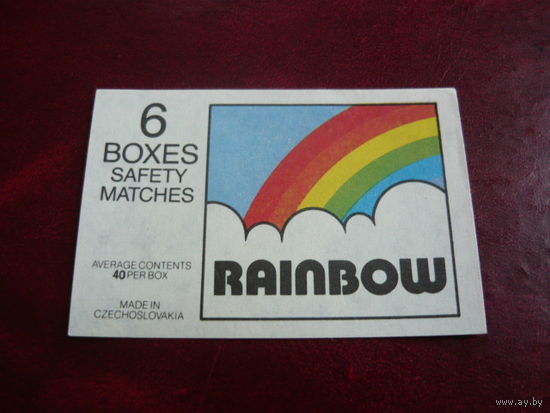 6
BOXES
SAFETY
MATCHES
AVERAGE CONTENTS
40 PER BOX
MADE IN
CZECHOSLOVAKIA
RAINBOW
www.ay.by